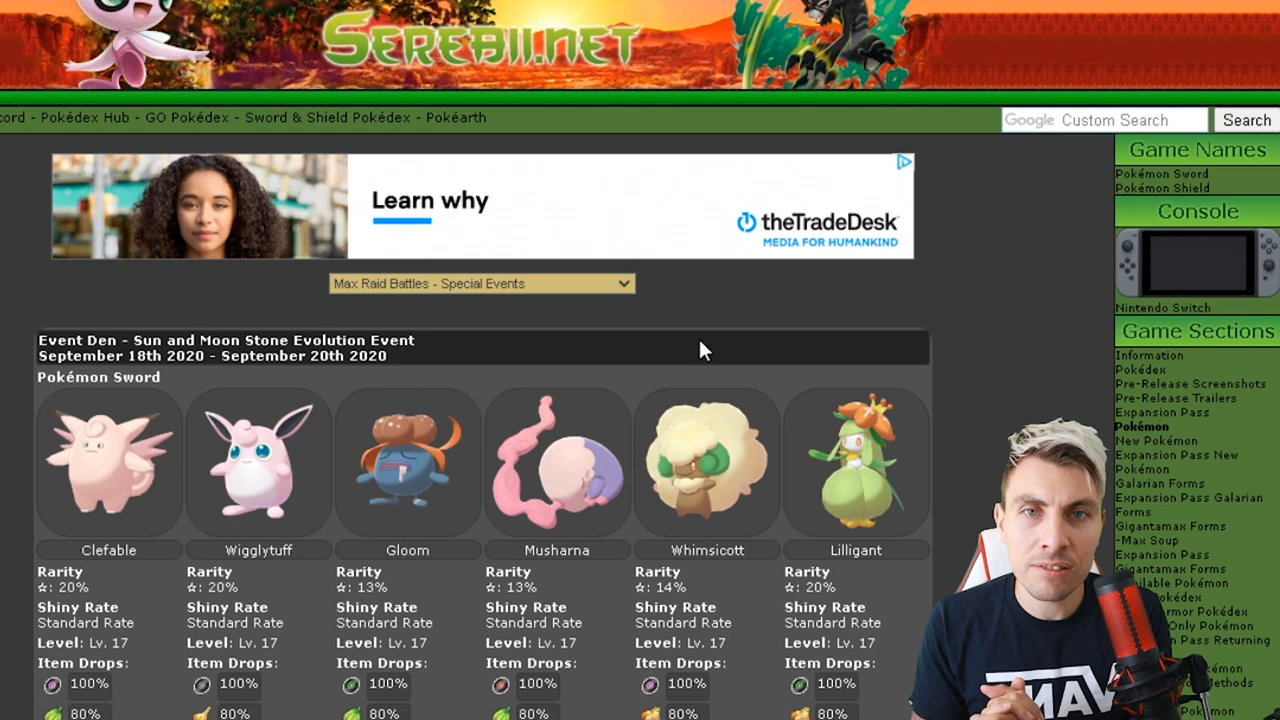 SEREBII.NET
cord - Pokédex Hub - GO Pokédex - Sword & Shield Pokédex - Pokéarth
Google Custom Search
Search
Learn why
theTradeDesk
MEDIA FOR HUMANKIND
Max Raid Battles - Special Events
Event Den - Sun and Moon Stone Evolution Event
September 18th 2020 - September 20th 2020
Pokémon Sword
Clefable Wigglytuff Gloom Musharna Whimsicott Lilligant
Rarity Rarity Rarity Rarity Rarity Rarity
☆: 20% ☆: 20% ☆: 13% ☆: 13% ☆: 14% ☆: 20%
Shiny Rate Shiny Rate Shiny Rate Shiny Rate Shiny Rate Shiny Rate
Standard Rate Standard Rate Standard Rate Standard Rate Standard Rate Standard Rate
Level: Lv. 17 Level: Lv. 17 Level: Lv. 17 Level: Lv. 17 Level: Lv. 17 Level: Lv. 17
Item Drops: Item Drops: Item Drops: Item Drops: Item Drops: Item Drops:
100% 100% 100% 100% 100% 100%
80% 80% 80% 80% 80% 80%
Game Names
Pokémon Sword
Pokémon Shield
Console
Nintendo Switch
Game Sections
Information
Pokédex
Pre-Release Screenshots
Pre-Release Trailers
Expansion Pass
Pokémon
New Pokémon
Expansion Pass New
Pokémon
Galarian Forms
Expansion Pass Galarian
Forms
Gigantamax Forms
-Max Soup
Expansion Pass
Gigantamax Forms
Pokémon
okédex
rmor Pokédex
Only Pokémon
Pass Returning
ethods
Pokémon